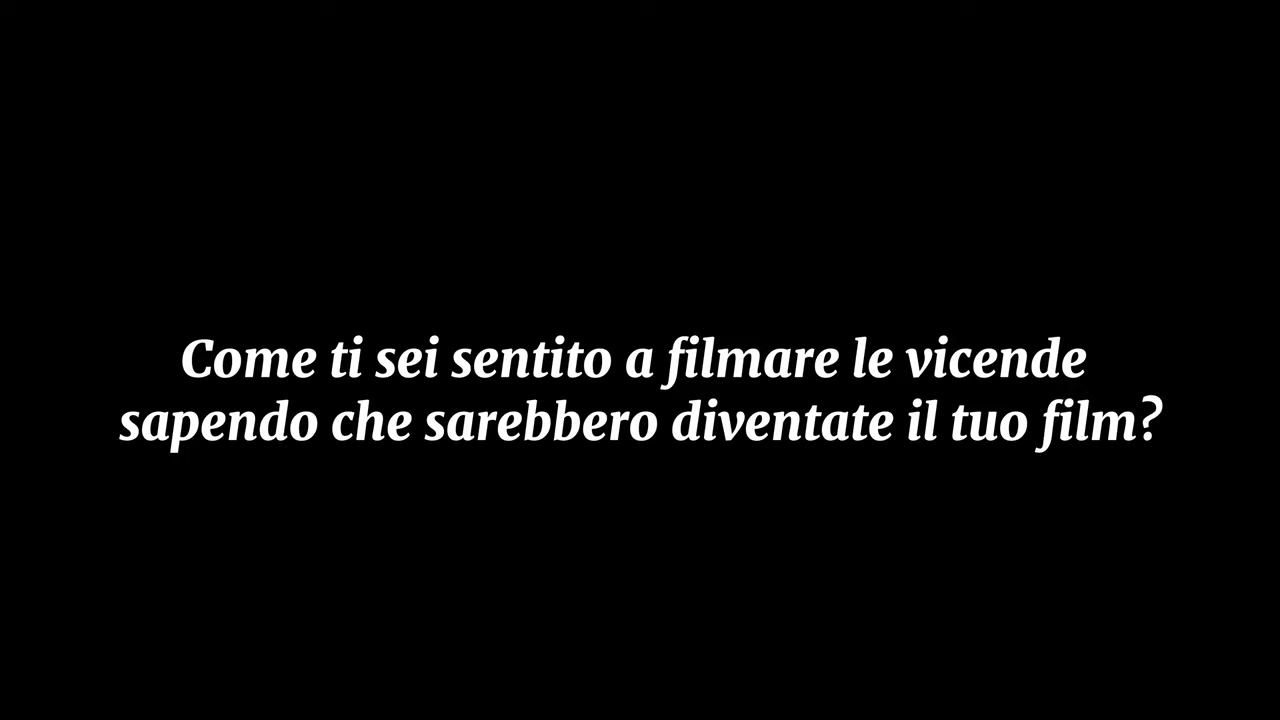 Come ti sei sentito a filmare le vicende
sapendo che sarebbero diventate il tuo film?